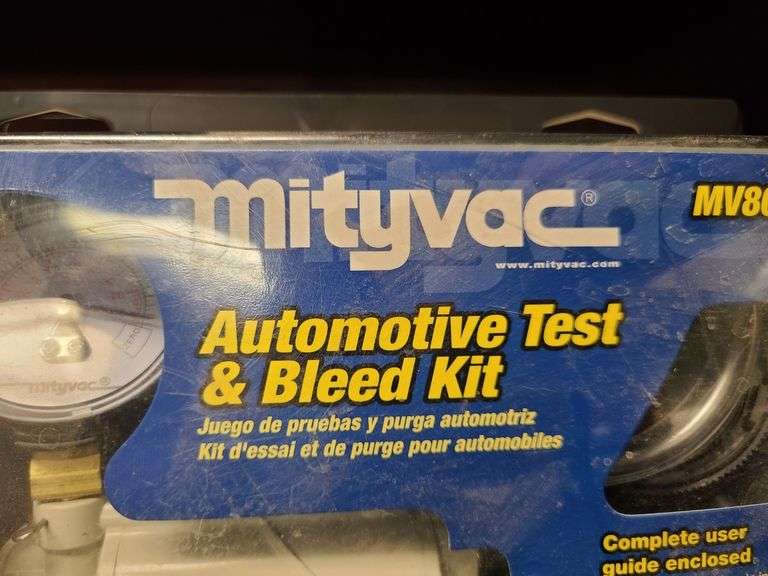 mityvac®
MV80
www.mityvac.com
Automotive Test
& Bleed Kit
Juego de pruebas y purga automotriz
Kit d'essai et de purge pour automobiles
mityvac®
Complete user
guide enclosed